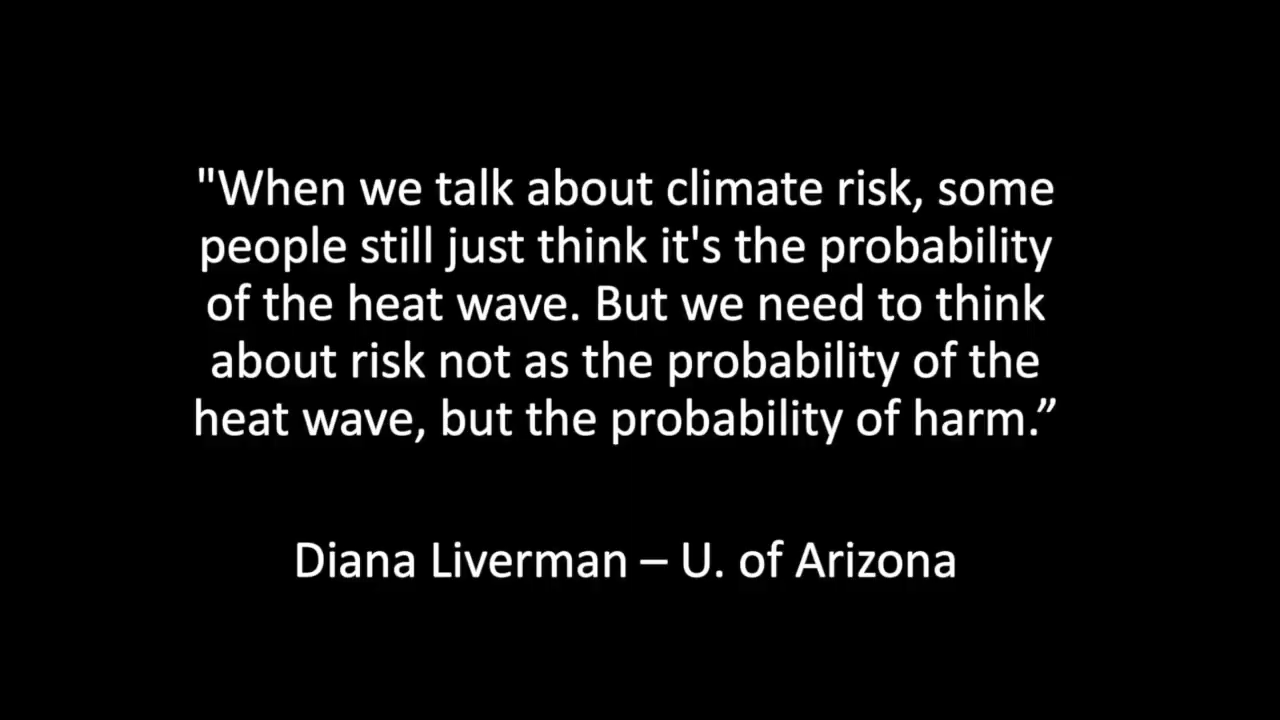 "When we talk about climate risk, some
people still just think it's the probability
of the heat wave. But we need to think
about risk not as the probability of the
heat wave, but the probability of harm.”
Diana Liverman – U. of Arizona